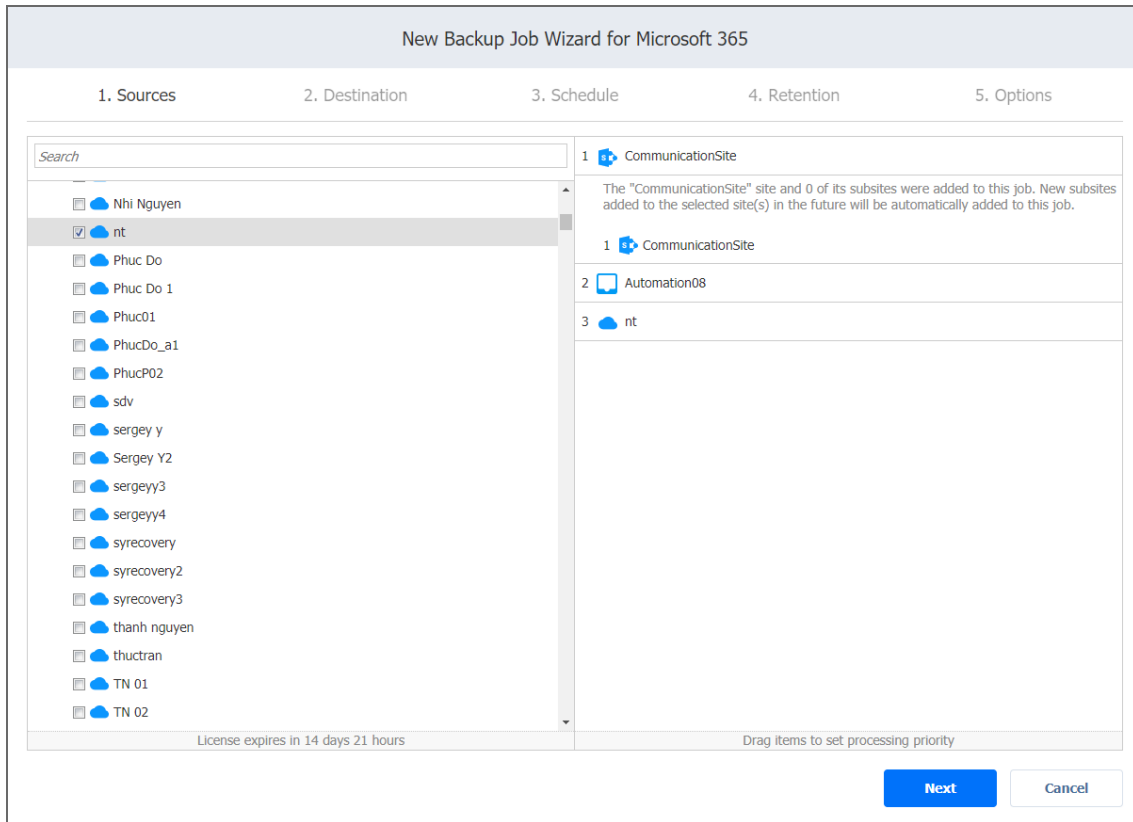 New Backup Job Wizard for Microsoft 365
1. Sources
2. Destination
3. Schedule
4. Retention
5. Options
Search
Nhi Nguyen
nt
Phuc Do
Phuc Do 1
Phuc01
PhucDo_a1
PhucP02
sdv
sergey y
Sergey Y2
sergeyy3
sergeyy4
syrecovery
syrecovery2
syrecovery3
thanh nguyen
thuctran
TN 01
TN 02
License expires in 14 days 21 hours
1 CommunicationSite
The "CommunicationSite" site and 0 of its subsites were added to this job. New subsites
added to the selected site(s) in the future will be automatically added to this job.
1 CommunicationSite
2 Automation08
3 nt
Drag items to set processing priority
Next
Cancel